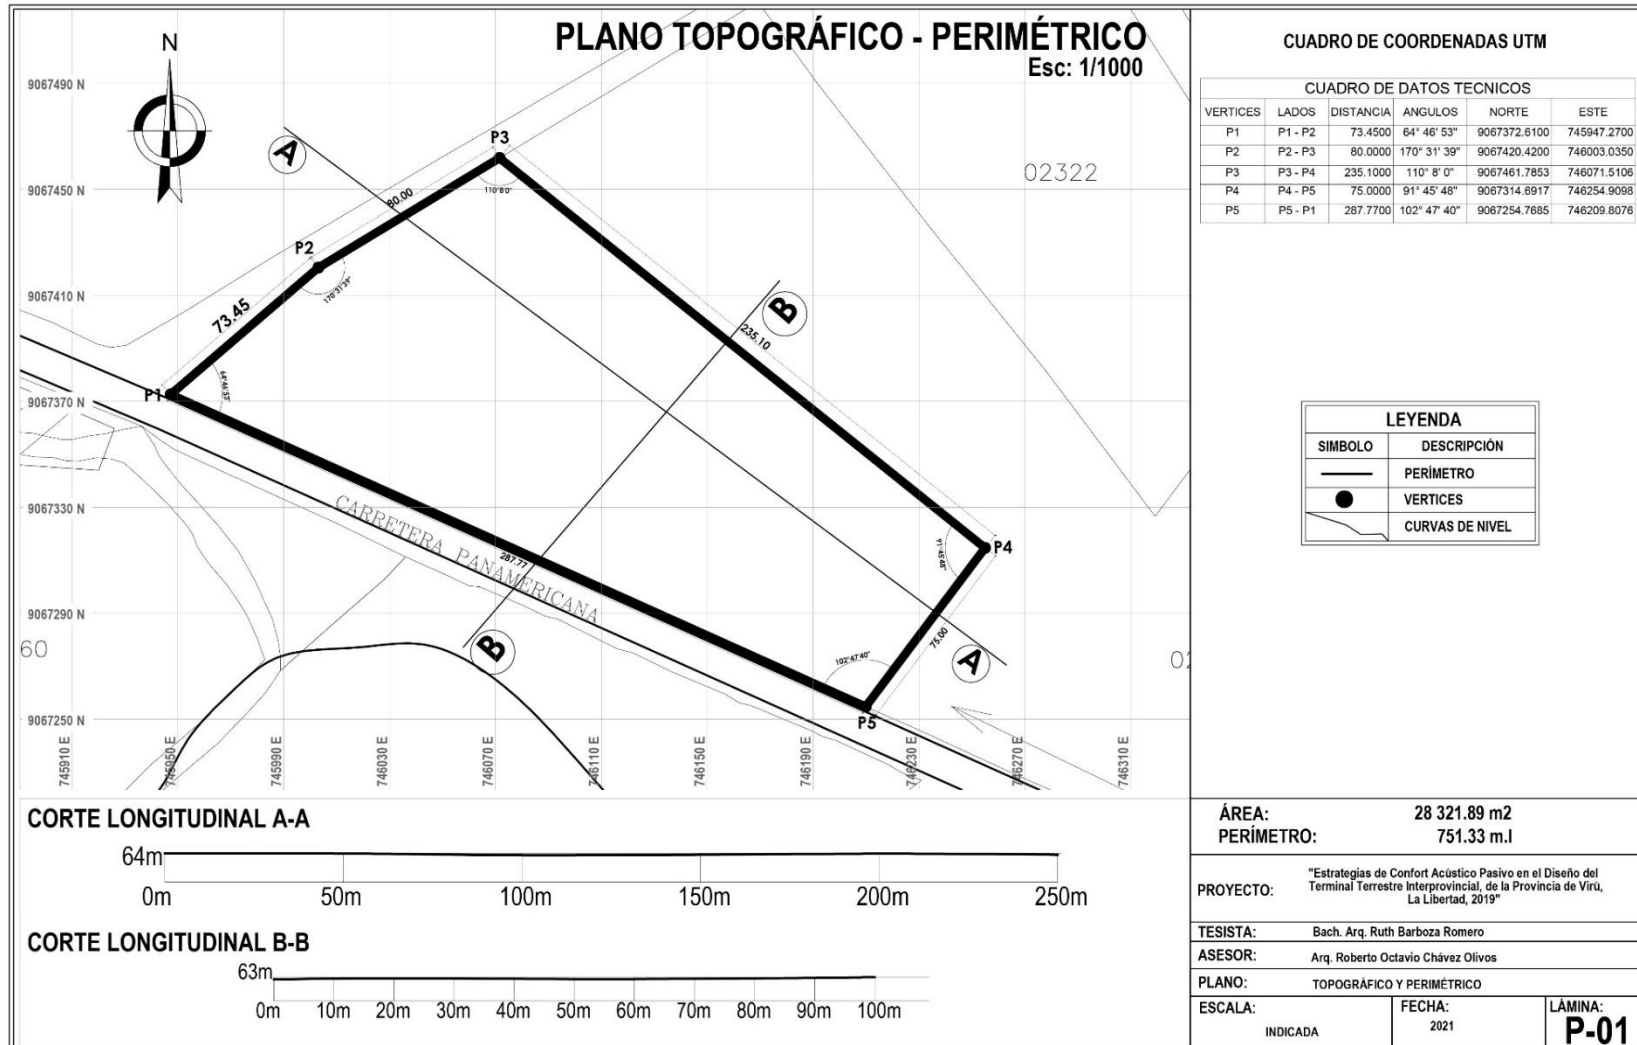 PLANO TOPOGRÁFICO - PERIMÉTRICO
Esc: 1/1000
N
9067490 N
9067450 N
9067410 N
9067370 N
9067330 N
9067290 N
9067250 N
745910 E
745950 E
745990 E
746030 E
746070 E
746110 E
746150 E
746190 E
746230 E
746270 E
746310 E
A
P3
110°8'0"
80.00
02322
P2
170°31'39"
73.45
B
235.10
P1
64°46'53"
CARRETERA PANAMERICANA
287.77
P4
91°45'48"
75.00
60
B
102°47'40"
A
P5
CUADRO DE COORDENADAS UTM
CUADRO DE DATOS TECNICOS
VERTICES LADOS DISTANCIA ANGULOS NORTE ESTE
P1 P1 - P2 73.4500 64° 46' 53" 9067372.6100 745947.2700
P2 P2 - P3 80.0000 170° 31' 39" 9067420.4200 746003.0350
P3 P3 - P4 235.1000 110° 8' 0" 9067461.7853 746071.5106
P4 P4 - P5 75.0000 91° 45' 48" 9067314.6917 746254.9098
P5 P5 - P1 287.7700 102° 47' 40" 9067254.7685 746209.8076
LEYENDA
SIMBOLO DESCRIPCIÓN
PERÍMETRO
VERTICES
CURVAS DE NIVEL
CORTE LONGITUDINAL A-A
64m
0m 50m 100m 150m 200m 250m
CORTE LONGITUDINAL B-B
63m
0m 10m 20m 30m 40m 50m 60m 70m 80m 90m 100m
ÁREA: 28 321.89 m2
PERÍMETRO: 751.33 m.l
PROYECTO: "Estrategias de Confort Acústico Pasivo en el Diseño del
Terminal Terrestre Interprovincial, de la Provincia de Virú,
La Libertad, 2019"
TESISTA: Bach. Arq. Ruth Barboza Romero
ASESOR: Arq. Roberto Octavio Chávez Olivos
PLANO: TOPOGRÁFICO Y PERIMÉTRICO
ESCALA: INDICADA
FECHA: 2021
LÁMINA: P-01